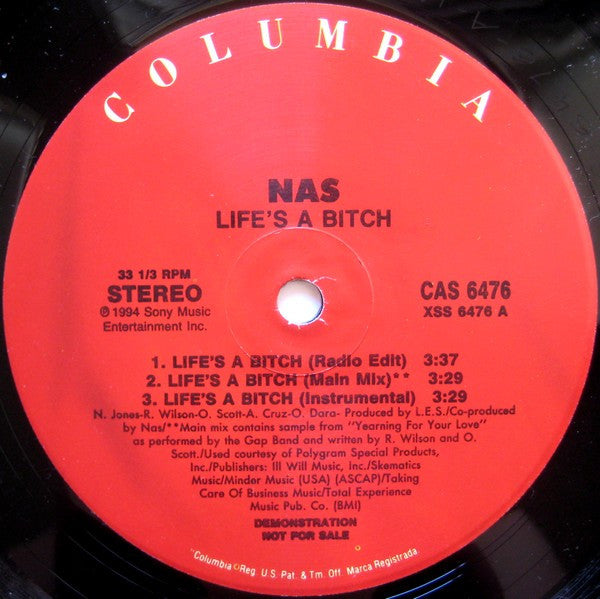 COLUMBIA
NAS
LIFE'S A BITCH
33 1/3 RPM
STEREO
℗ 1994 Sony Music
Entertainment Inc.
CAS 6476
XSS 6476 A
1. LIFE'S A BITCH (Radio Edit) 3:37
2. LIFE'S A BITCH (Main Mix)** 3:29
3. LIFE'S A BITCH (Instrumental) 3:29
N. Jones-R. Wilson-O. Scott-A. Cruz-O. Dara- Produced by L.E.S./Co-produced
by Nas/**Main mix contains sample from "Yearning For Your Love"
as performed by the Gap Band and written by R. Wilson and O.
Scott./Used courtesy of Polygram Special Products,
Inc./Publishers: Ill Will Music, Inc./Skematics
Music/Minder Music (USA) (ASCAP)/Taking
Care Of Business Music/Total Experience
Music Pub. Co. (BMI)
DEMONSTRATION
NOT FOR SALE
"Columbia" Reg. U.S. Pat. & Tm. Off. Marca Registrada.